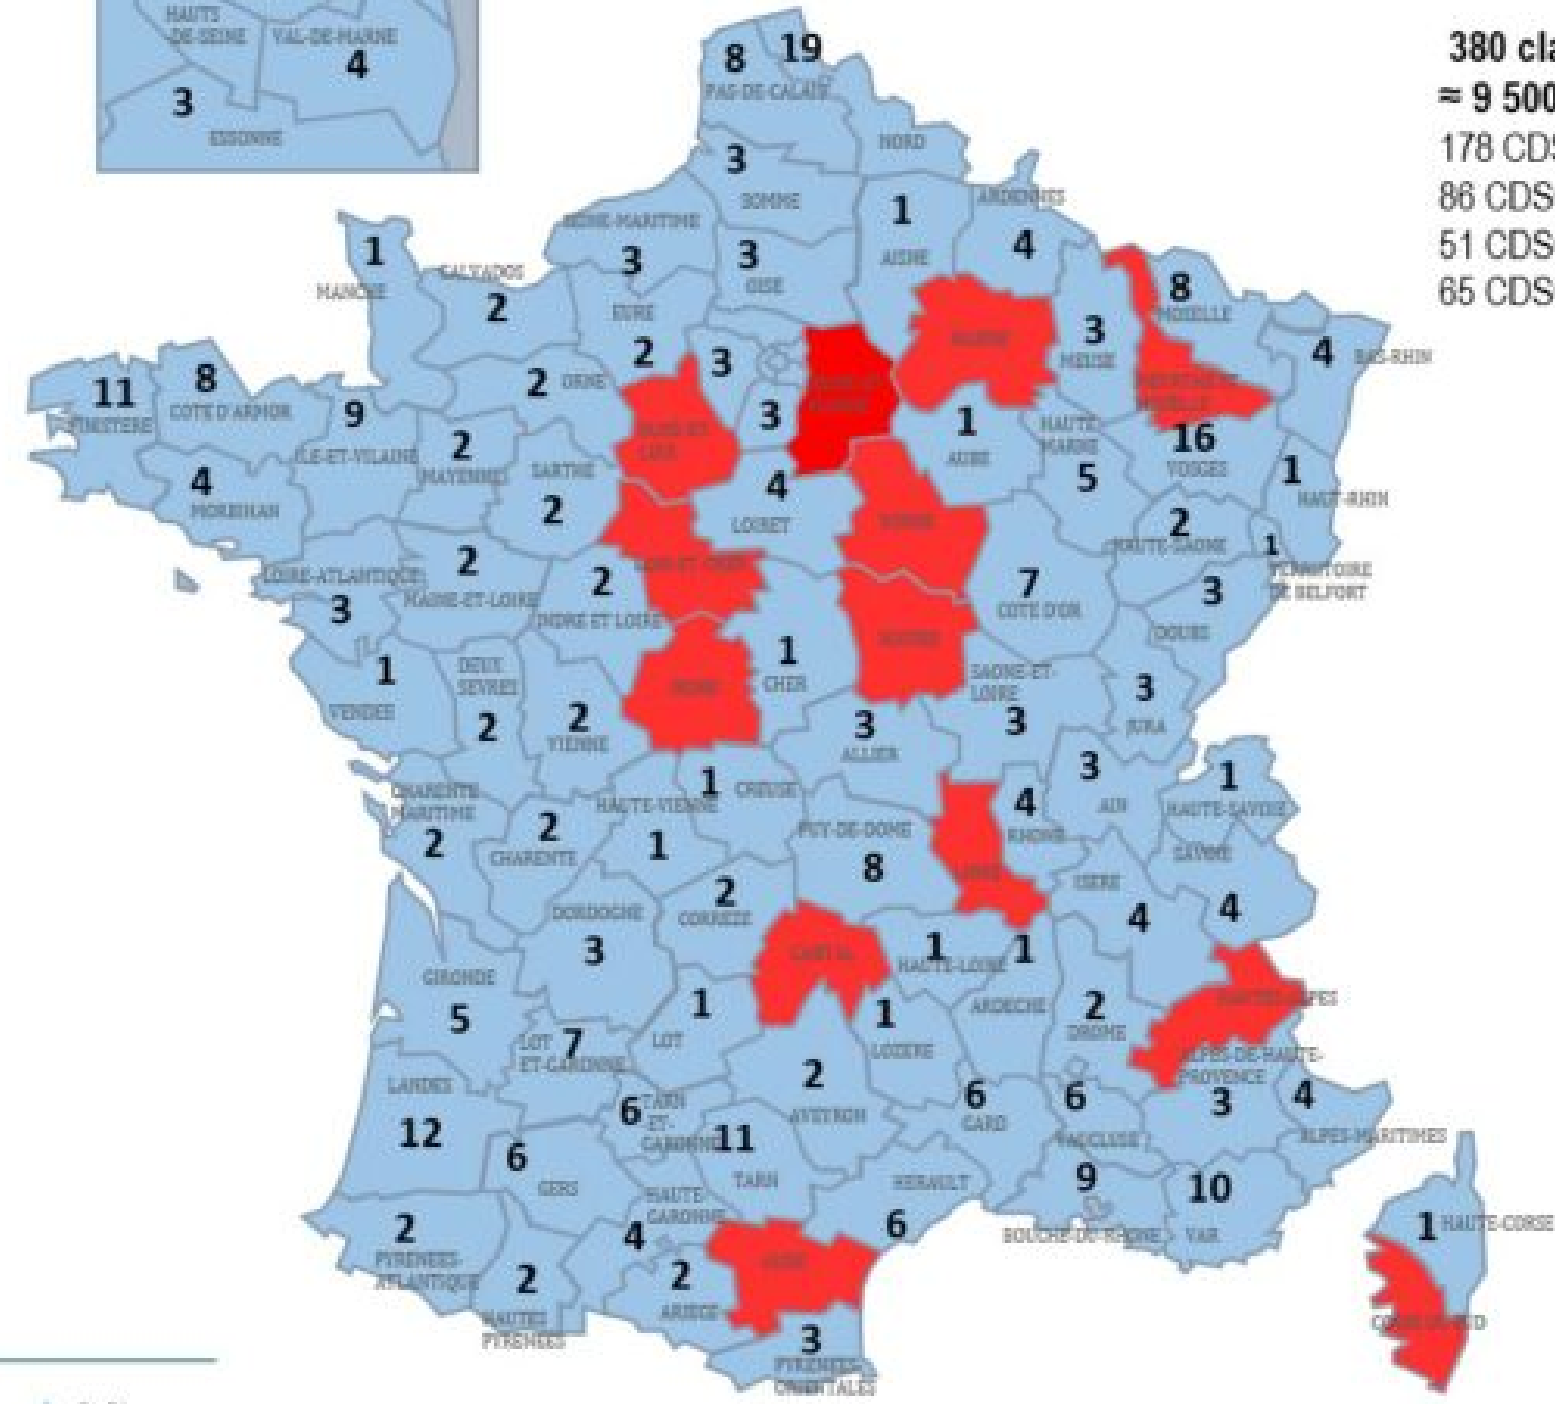 HAUTS
-DE-SEINE
VAL-DE-MARNE
4
3
ESSONNE
380 cla
≈ 9 500
178 CDS
86 CDS
51 CDS
65 CDS
8
19
PAS-DE-CALAIS
NORD
3
SOMME
ARDENNES
1
AISNE
4
SEINE-MARITIME
3
3
OISE
1
MANCHE
CALVADOS
2
EURE
2
8
MOSELLE
3
MEUSE
4
BAS-RHIN
MARNE
3
3
2
ORNE
11
FINISTERE
8
COTE D'ARMOR
9
ILE-ET-VILAINE
2
MAYENNE
SARTHE
2
1
AUBE
HAUTE-
MARNE
5
16
VOSGES
1
HAUT-RHIN
4
MORBIHAN
4
LOIRET
2
HAUTE-SAONE
1
TERRITOIRE
DE BELFORT
LOIRE-ATLANTIQUE
3
2
MAINE-ET-LOIRE
2
INDRE ET LOIRE
LOIR-ET-CHER
7
COTE D'OR
3
DOUBS
1
VENDEE
DEUX
SEVRES
2
2
VIENNE
INDRE
1
CHER
SAONE-ET-
LOIRE
3
3
JURA
3
ALLIER
3
AIN
1
HAUTE-SAVOIE
CHARENTE
MARITIME
2
2
CHARENTE
HAUTE-VIENNE
1
1
CREUSE
PUY-DE-DOME
8
4
RHONE
SAVOIE
4
ISERE
4
DORDOGNE
3
2
CORREZE
CANTAL
1
HAUTE-LOIRE
1
ARDECHE
GIRONDE
5
1
LOT
1
LOZERE
2
DROME
HAUTES-ALPES
LOT
ET-GARONNE
7
ALPES-DE-HAUTE-
PROVENCE
3
4
ALPES-MARITIMES
LANDES
12
6
TARN
ET-
GARONNE
2
AVEYRON
6
GARD
6
VAUCLUSE
6
GERS
11
TARN
HERAULT
6
9
BOUCHE-DU-RHONE
10
VAR
2
PYRENEES-
ATLANTIQUE
2
HAUTES
PYRENEES
HAUTE-
GARONNE
4
2
ARIEGE
AUDE
3
PYRENEES-
ORIENTALES
1
HAUTE-CORSE